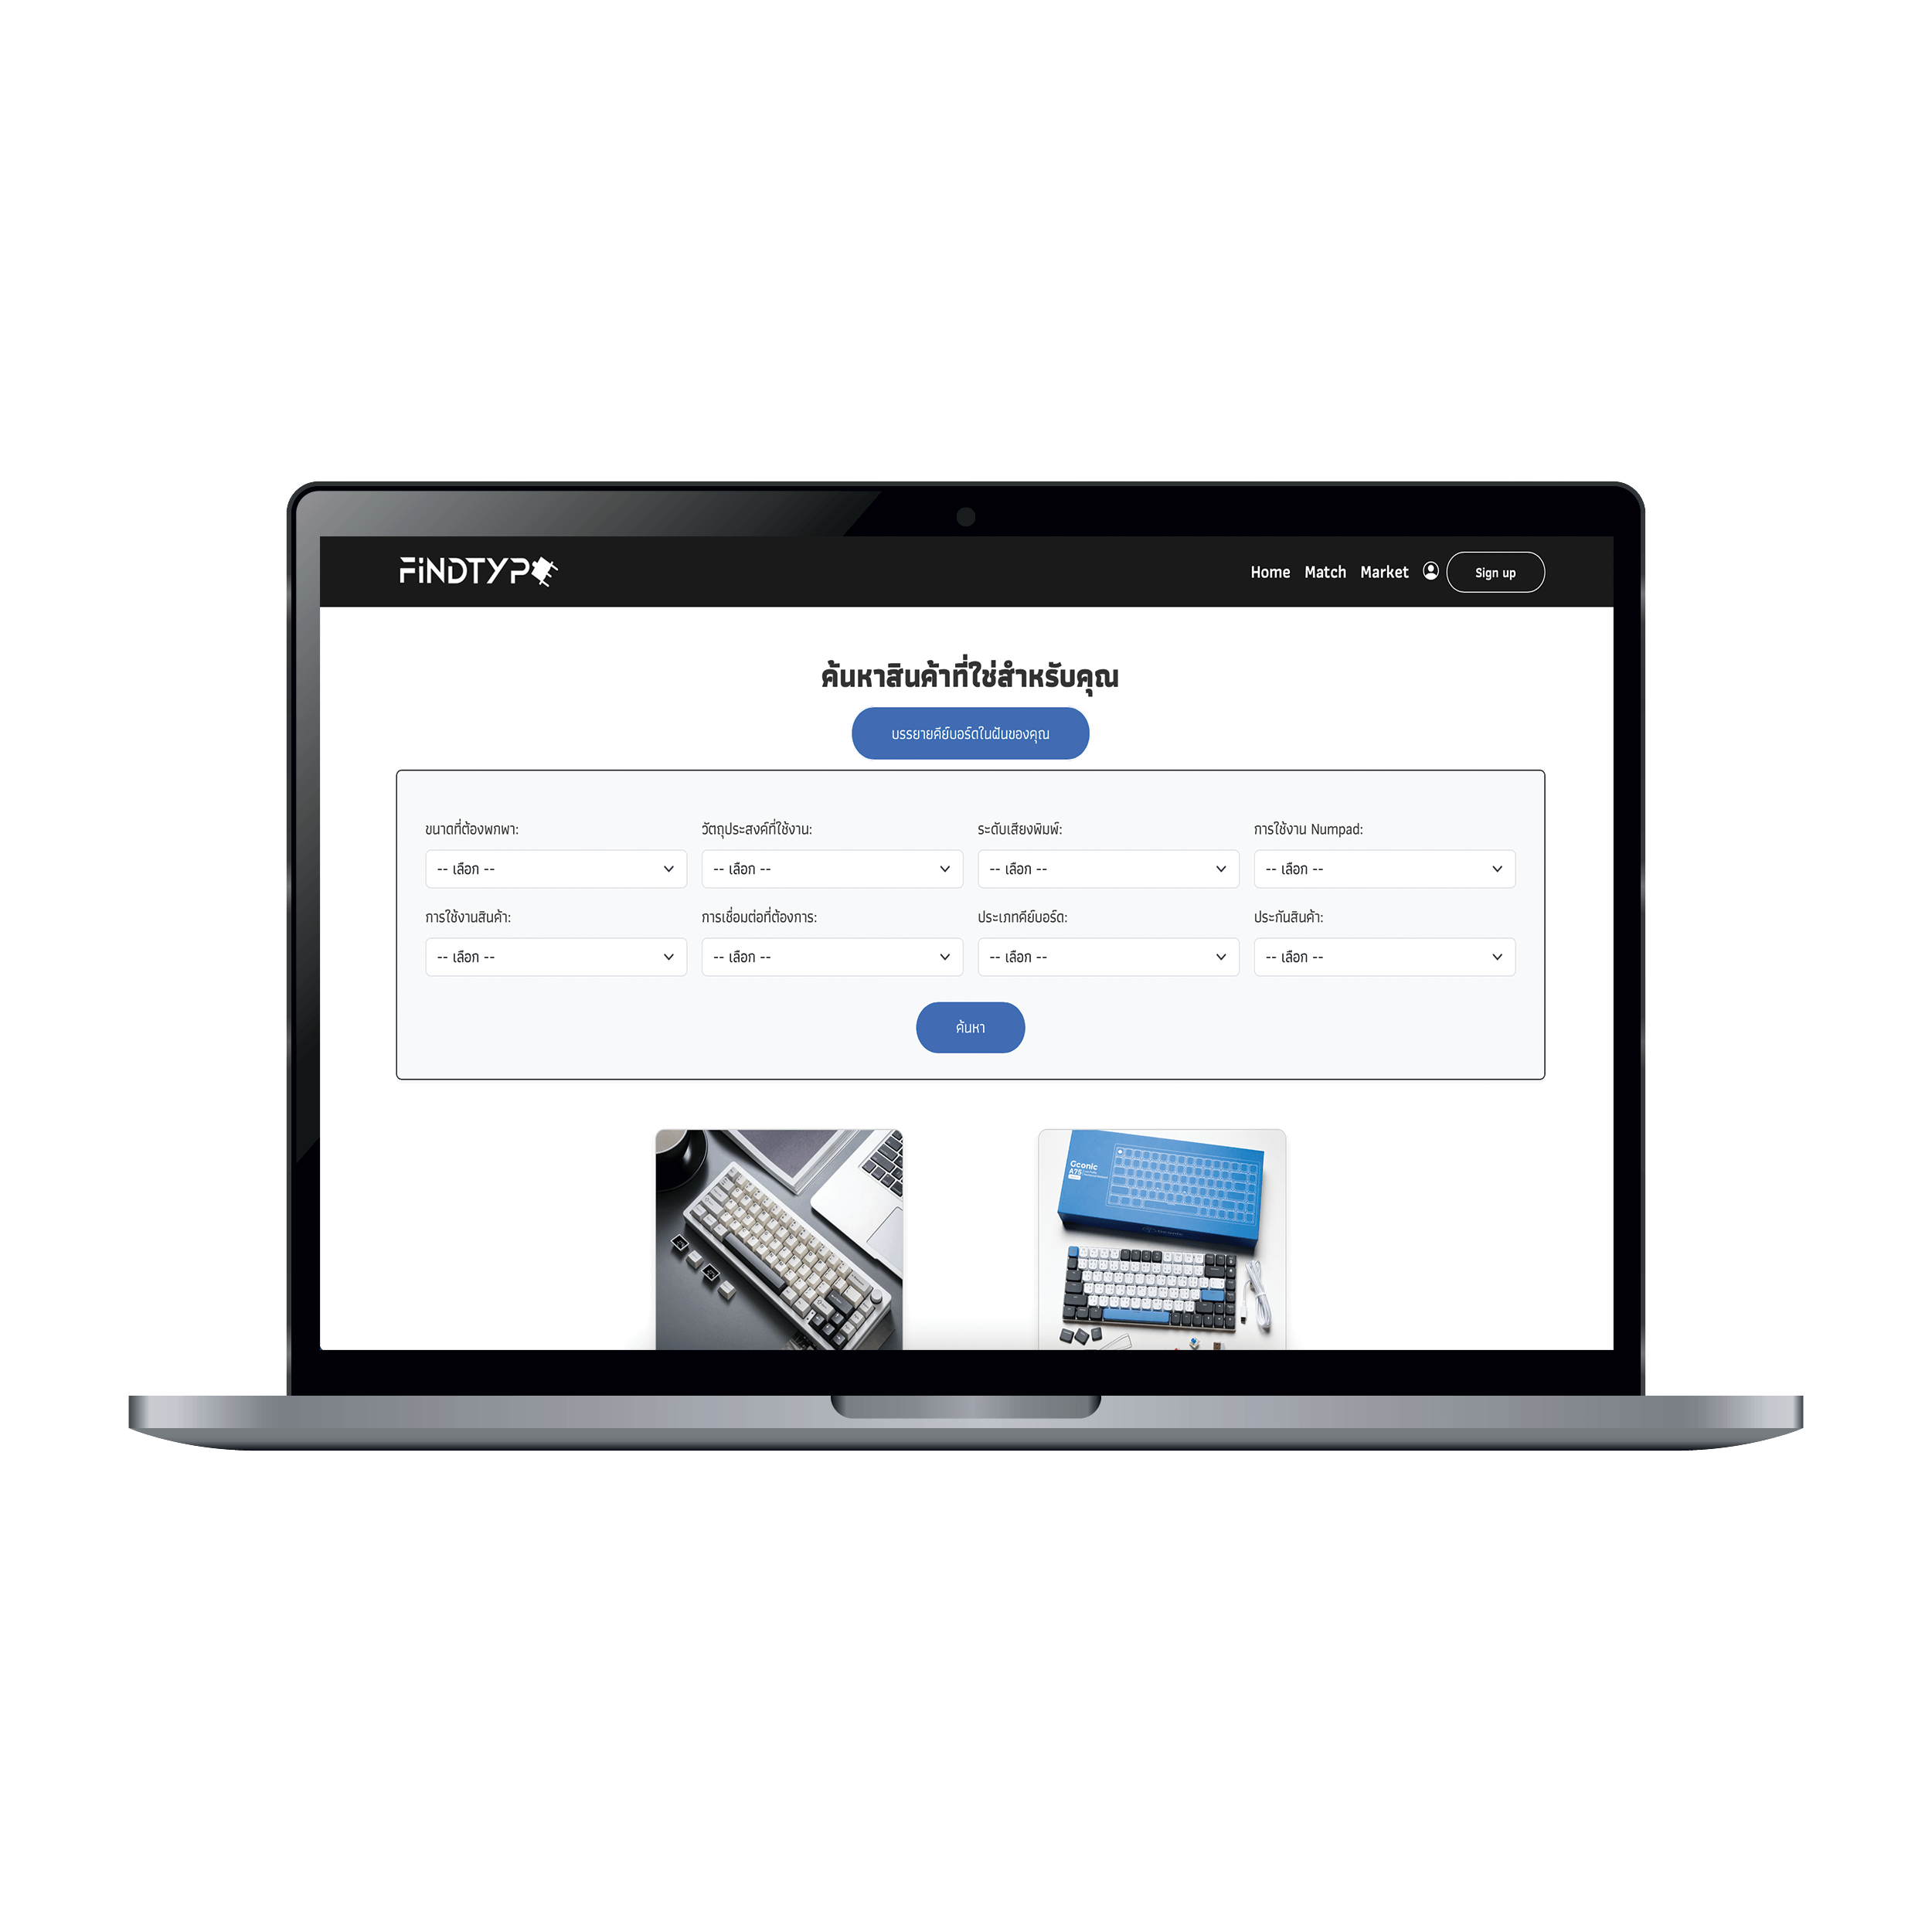 FiNDTYP
Home Match Market Sign up
ค้นหาสินค้าที่ใช่สำหรับคุณ
บรรยายคีย์บอร์ดในฝันของคุณ
ขนาดที่ต้องพกพา: วัตถุประสงค์ที่ใช้งาน: ระดับเสียงพิมพ์: การใช้งาน Numpad:
-- เลือก -- -- เลือก -- -- เลือก -- -- เลือก --
การใช้งานสินค้า: การเชื่อมต่อที่ต้องการ: ประเภทคีย์บอร์ด: ประกันสินค้า:
-- เลือก -- -- เลือก -- -- เลือก -- -- เลือก --
ค้นหา
Gconic
A75